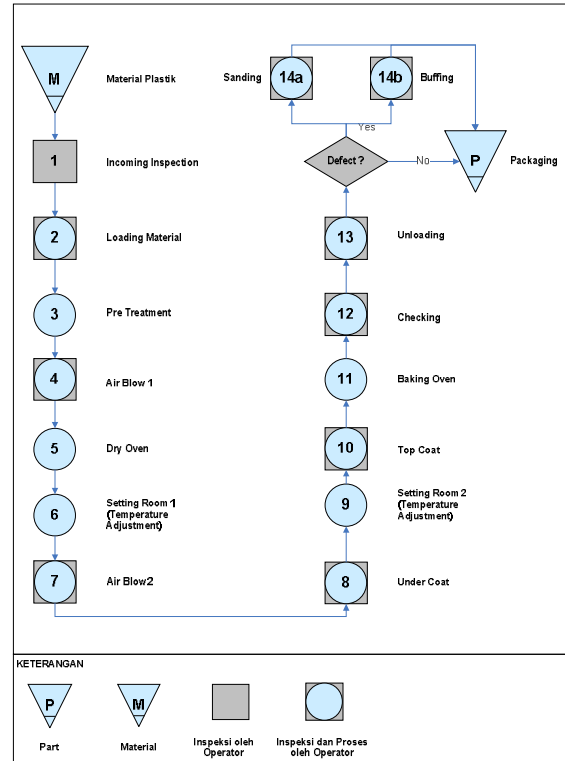 M
Material Plastik
1
Incoming Inspection
2
Loading Material
3
Pre Treatment
4
Air Blow 1
5
Dry Oven
6
Setting Room 1
(Temperature
Adjustment)
7
Air Blow2
8
Under Coat
9
Setting Room 2
(Temperature
Adjustment)
10
Top Coat
11
Baking Oven
12
Checking
13
Unloading
Defect ?
Yes
No
Sanding
14a
14b
Buffing
P
Packaging
KETERANGAN
P
Part
M
Material
Inspeksi oleh
Operator
Inspeksi dan Proses
oleh Operator